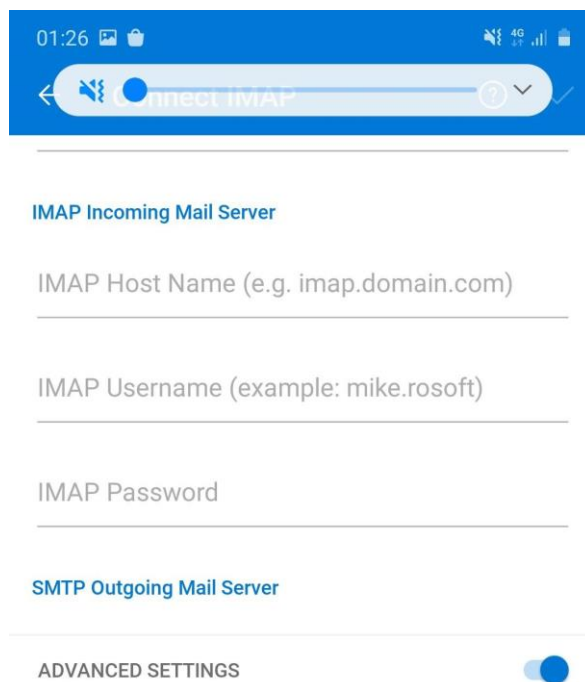 01:26 4G
Connect IMAP ?
IMAP Incoming Mail Server
IMAP Host Name (e.g. imap.domain.com)
IMAP Username (example: mike.rosoft)
IMAP Password
SMTP Outgoing Mail Server
ADVANCED SETTINGS